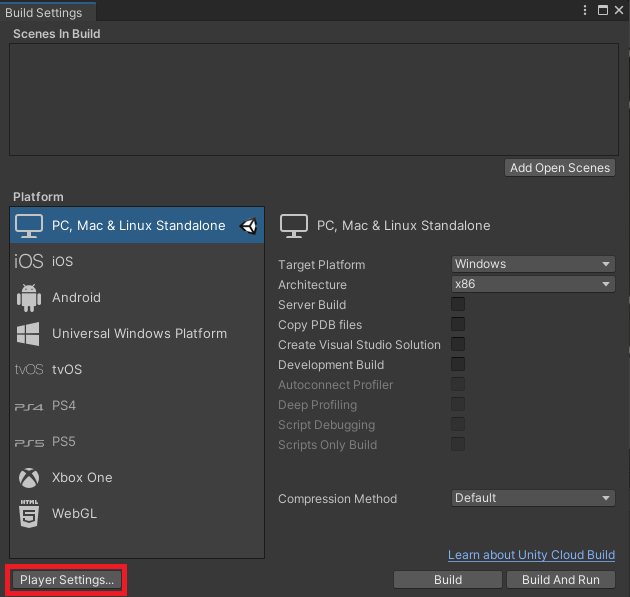 Build Settings
Scenes In Build
Add Open Scenes
Platform
PC, Mac & Linux Standalone
iOS iOS
Android
Universal Windows Platform
tvOS tvOS
PS4 PS4
PS5 PS5
Xbox One
HTML 5 WebGL
PC, Mac & Linux Standalone
Target Platform Windows
Architecture x86
Server Build
Copy PDB files
Create Visual Studio Solution
Development Build
Autoconnect Profiler
Deep Profiling
Script Debugging
Scripts Only Build
Compression Method Default
Learn about Unity Cloud Build
Player Settings... Build Build And Run